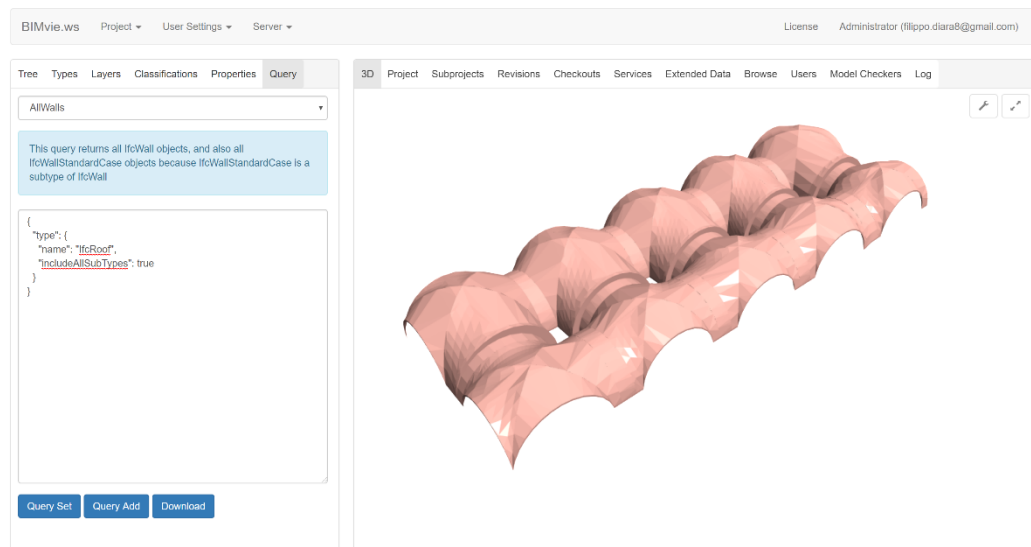 BIMvie.ws Project User Settings Server License Administrator (filippo.diara8@gmail.com)
Tree Types Layers Classifications Properties Query
3D Project Subprojects Revisions Checkouts Services Extended Data Browse Users Model Checkers Log
AllWalls
This query returns all IfcWall objects, and also all
IfcWallStandardCase objects because IfcWallStandardCase is a
subtype of IfcWall
{
"type": {
"name": "IfcRoof",
"includeAllSubTypes": true
}
}
Query Set Query Add Download